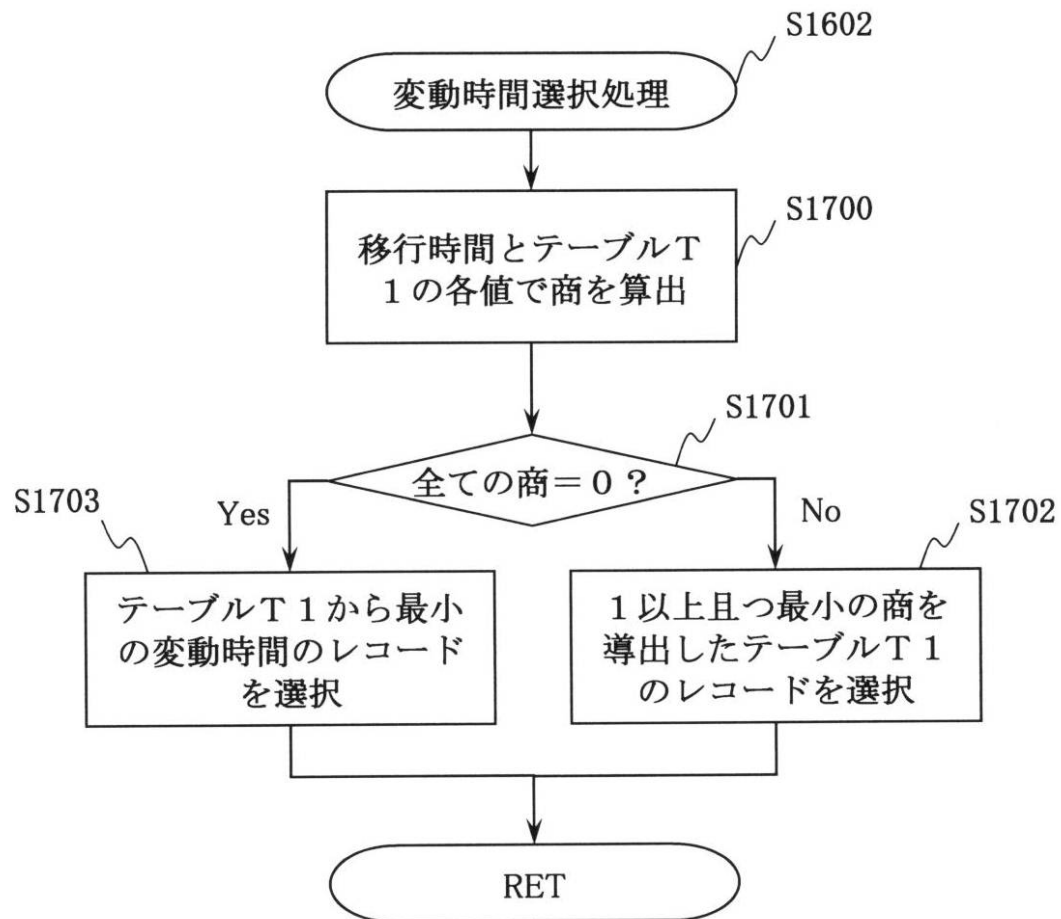 S1602
変動時間選択処理
S1700
移行時間とテーブルT
1の各値で商を算出
S1701
全ての商=0?
S1703
Yes
No
S1702
テーブルT1から最小
の変動時間のレコード
を選択
1以上且つ最小の商を
導出したテーブルT1
のレコードを選択
RET